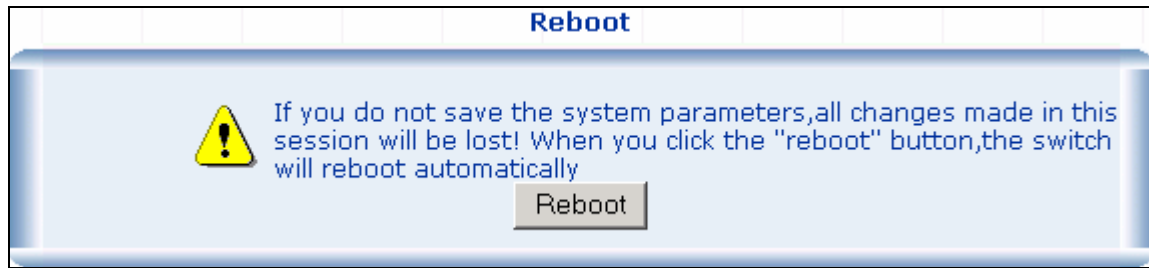 Reboot
If you do not save the system parameters,all changes made in this
session will be lost! When you click the "reboot" button,the switch
will reboot automatically
Reboot